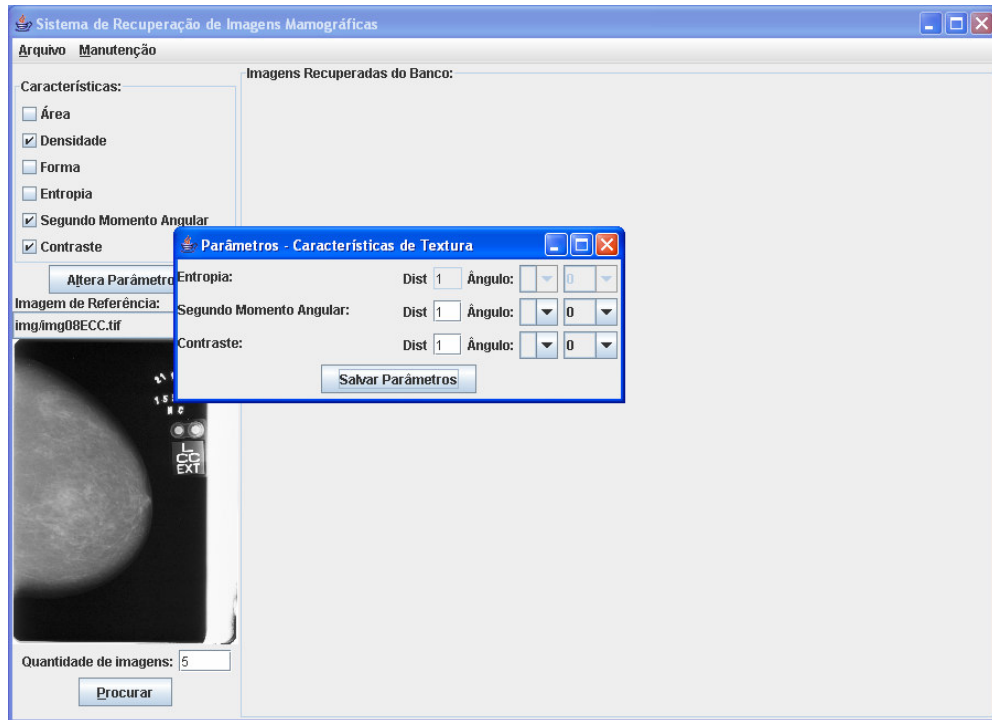 Sistema de Recuperação de Imagens Mamográficas
Arquivo Manutenção
Características:
Área
Densidade
Forma
Entropia
Segundo Momento Angular
Contraste
Altera Parâmetro
Imagem de Referência:
img/img08ECC.tif
L
CC
EXT
Quantidade de imagens: 5
Procurar
Imagens Recuperadas do Banco:
Parâmetros - Características de Textura
Entropia: Dist 1 Ângulo: 0
Segundo Momento Angular: Dist 1 Ângulo: 0
Contraste: Dist 1 Ângulo: 0
Salvar Parâmetros